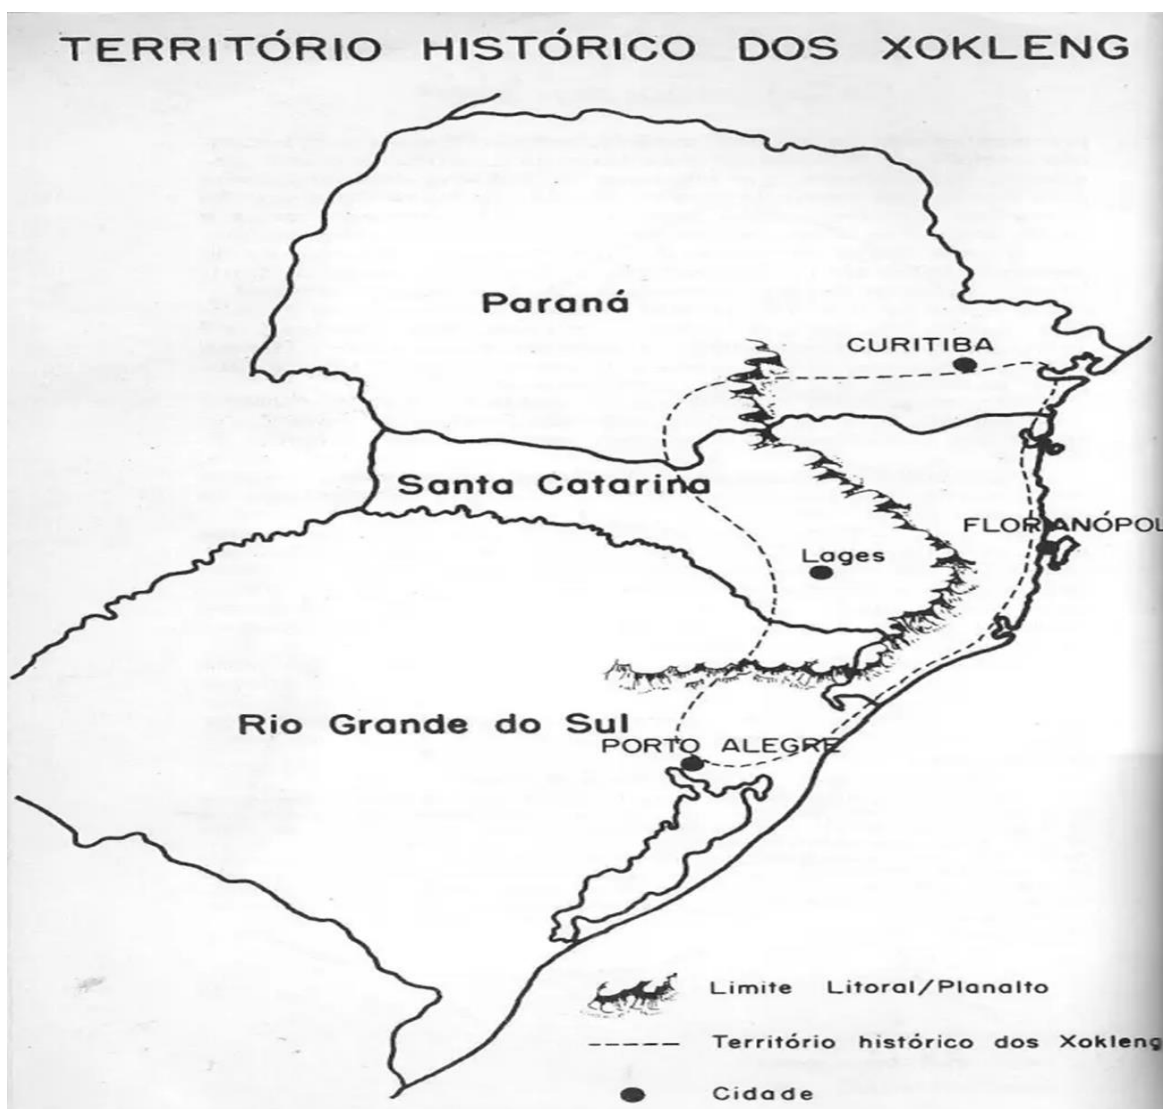 TERRITÓRIO HISTÓRICO DOS XOKLENG
Paraná
CURITIBA
Santa Catarina
FLORIANÓPOL
Lages
Rio Grande do Sul
PORTO ALEGRE
Limite Litoral/Planalto
Território histórico dos Xokleng
Cidade